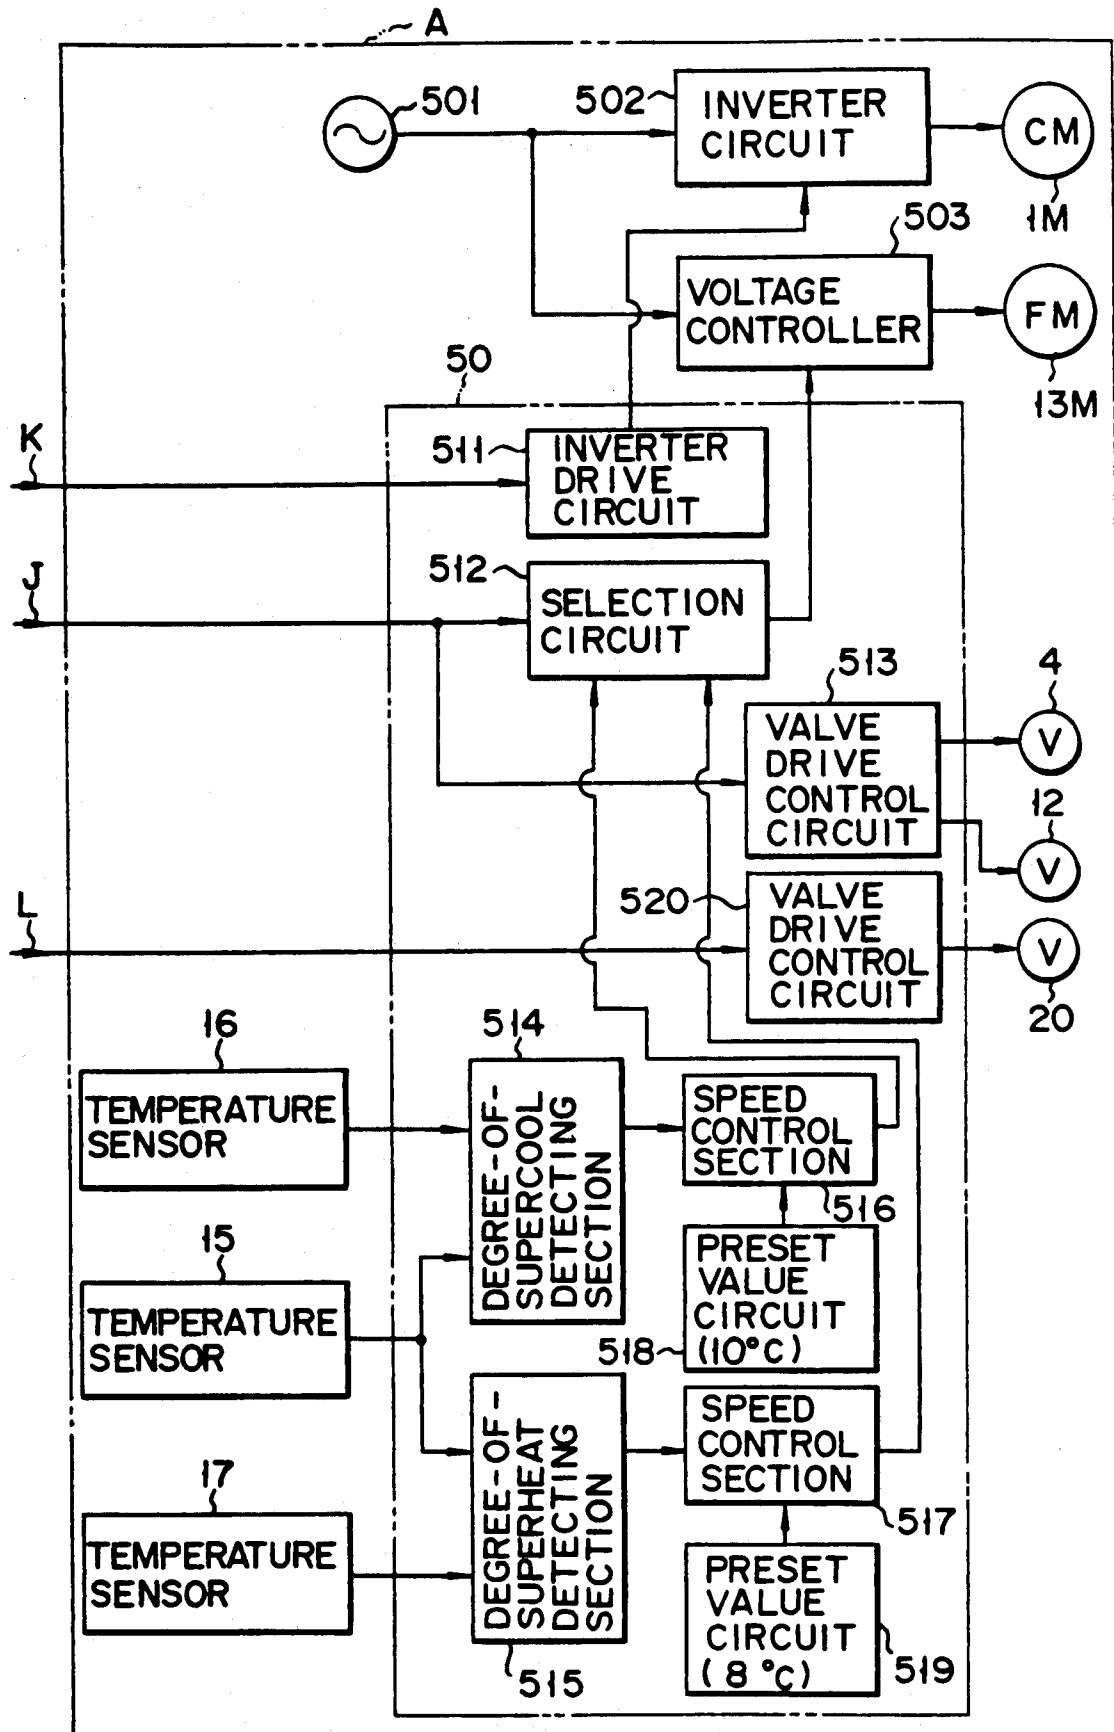 A
501
502
INVERTER
CIRCUIT
CM
1M
503
VOLTAGE
CONTROLLER
FM
13M
50
K
511
INVERTER
DRIVE
CIRCUIT
J
512
SELECTION
CIRCUIT
513
VALVE
DRIVE
CONTROL
CIRCUIT
4
V
12
V
L
520
VALVE
DRIVE
CONTROL
CIRCUIT
V
20
16
TEMPERATURE
SENSOR
514
DEGREE-OF-
SUPERCOOL
DETECTING
SECTION
SPEED
CONTROL
SECTION
516
15
TEMPERATURE
SENSOR
PRESET
VALUE
CIRCUIT
(10°C)
518
17
TEMPERATURE
SENSOR
DEGREE-OF-
SUPERHEAT
DETECTING
SECTION
515
SPEED
CONTROL
SECTION
517
PRESET
VALUE
CIRCUIT
(8°C)
519